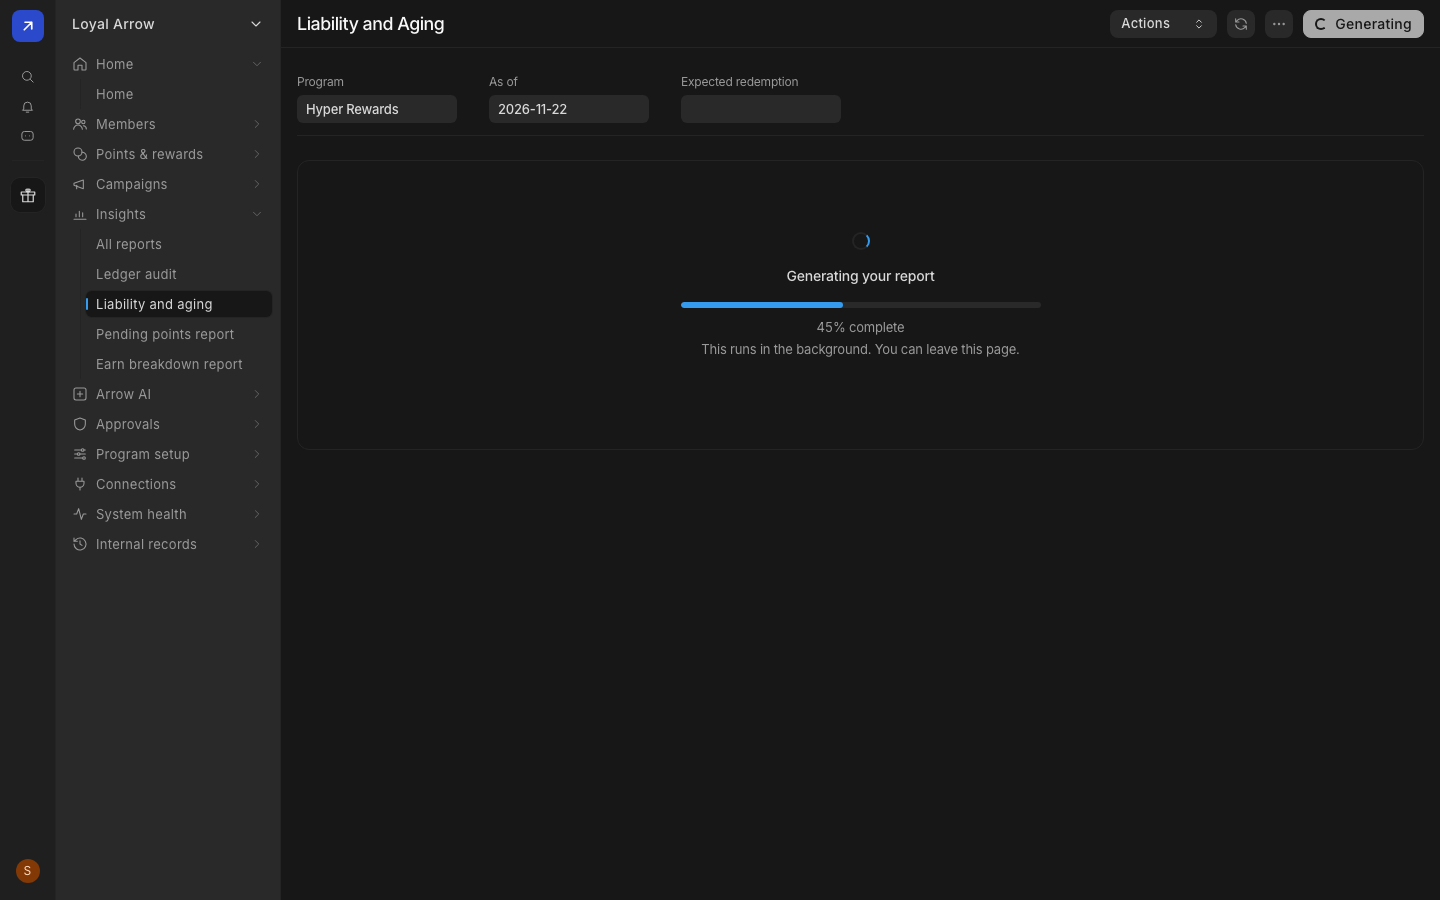 Loyal Arrow
Home
Home
Members
Points & rewards
Campaigns
Insights
All reports
Ledger audit
Liability and aging
Pending points report
Earn breakdown report
Arrow AI
Approvals
Program setup
Connections
System health
Internal records
S
Liability and Aging
Actions
Generating
Program
As of
Expected redemption
Hyper Rewards
2026-11-22
Generating your report
45% complete
This runs in the background. You can leave this page.